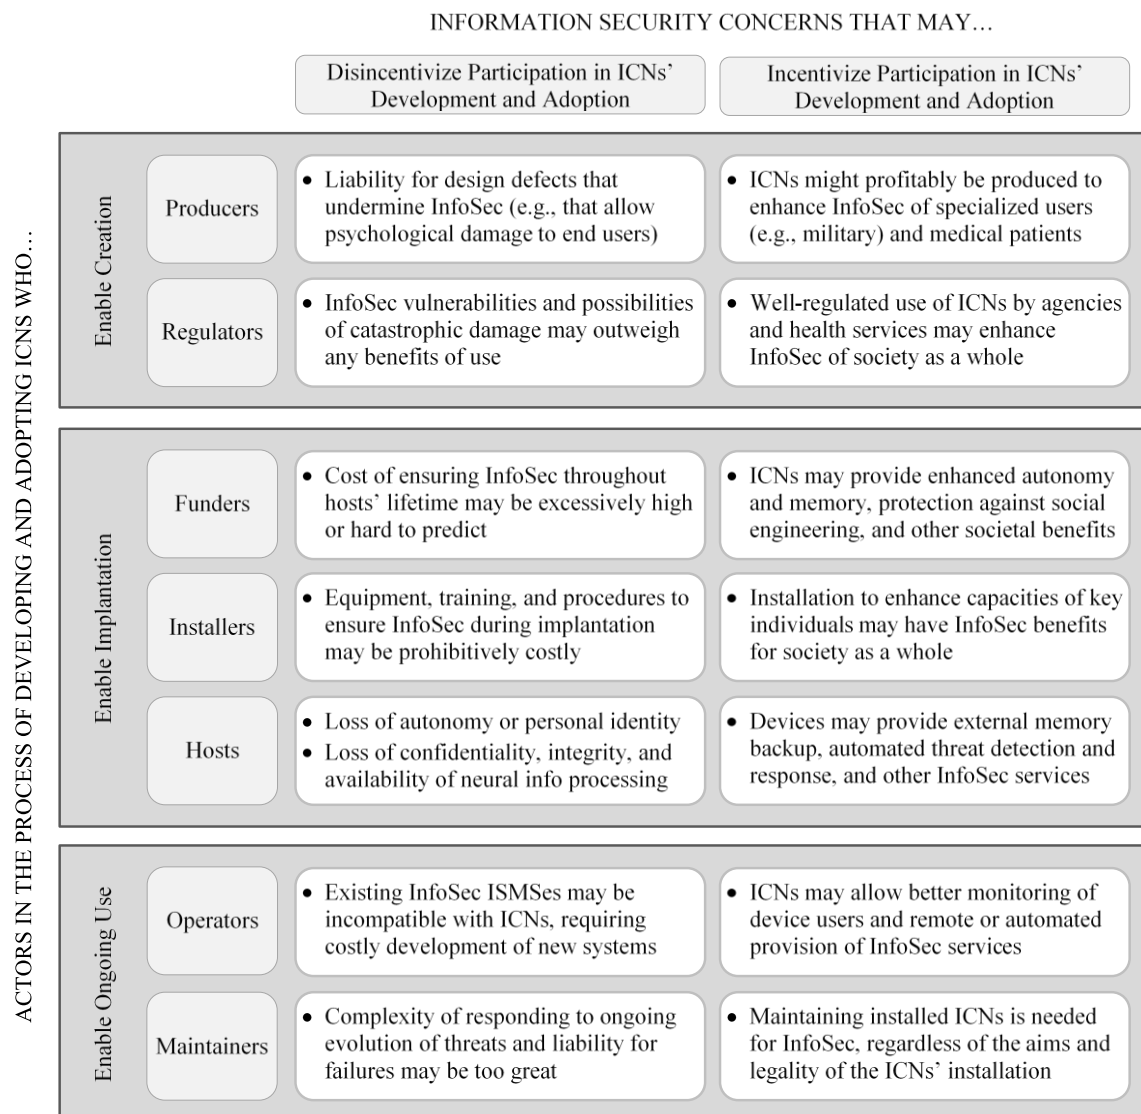 INFORMATION SECURITY CONCERNS THAT MAY…
Disincentivize Participation in ICNs’
Development and Adoption
Incentivize Participation in ICNs’
Development and Adoption
ACTORS IN THE PROCESS OF DEVELOPING AND ADOPTING ICNS WHO…
Enable Creation
Producers
• Liability for design defects that
undermine InfoSec (e.g., that allow
psychological damage to end users)
• ICNs might profitably be produced to
enhance InfoSec of specialized users
(e.g., military) and medical patients
Regulators
• InfoSec vulnerabilities and possibilities
of catastrophic damage may outweigh
any benefits of use
• Well-regulated use of ICNs by agencies
and health services may enhance
InfoSec of society as a whole
Enable Implantation
Funders
• Cost of ensuring InfoSec throughout
hosts’ lifetime may be excessively high
or hard to predict
• ICNs may provide enhanced autonomy
and memory, protection against social
engineering, and other societal benefits
Installers
• Equipment, training, and procedures to
ensure InfoSec during implantation
may be prohibitively costly
• Installation to enhance capacities of key
individuals may have InfoSec benefits
for society as a whole
Hosts
• Loss of autonomy or personal identity
• Loss of confidentiality, integrity, and
availability of neural info processing
• Devices may provide external memory
backup, automated threat detection and
response, and other InfoSec services
Enable Ongoing Use
Operators
• Existing InfoSec ISMSes may be
incompatible with ICNs, requiring
costly development of new systems
• ICNs may allow better monitoring of
device users and remote or automated
provision of InfoSec services
Maintainers
• Complexity of responding to ongoing
evolution of threats and liability for
failures may be too great
• Maintaining installed ICNs is needed
for InfoSec, regardless of the aims and
legality of the ICNs’ installation